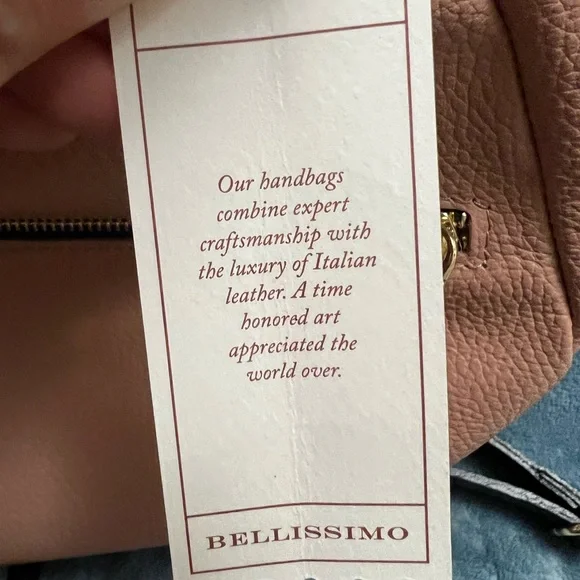 Our handbags
combine expert
craftsmanship with
the luxury of Italian
leather. A time
honored art
appreciated the
world over.
BELLISSIMO